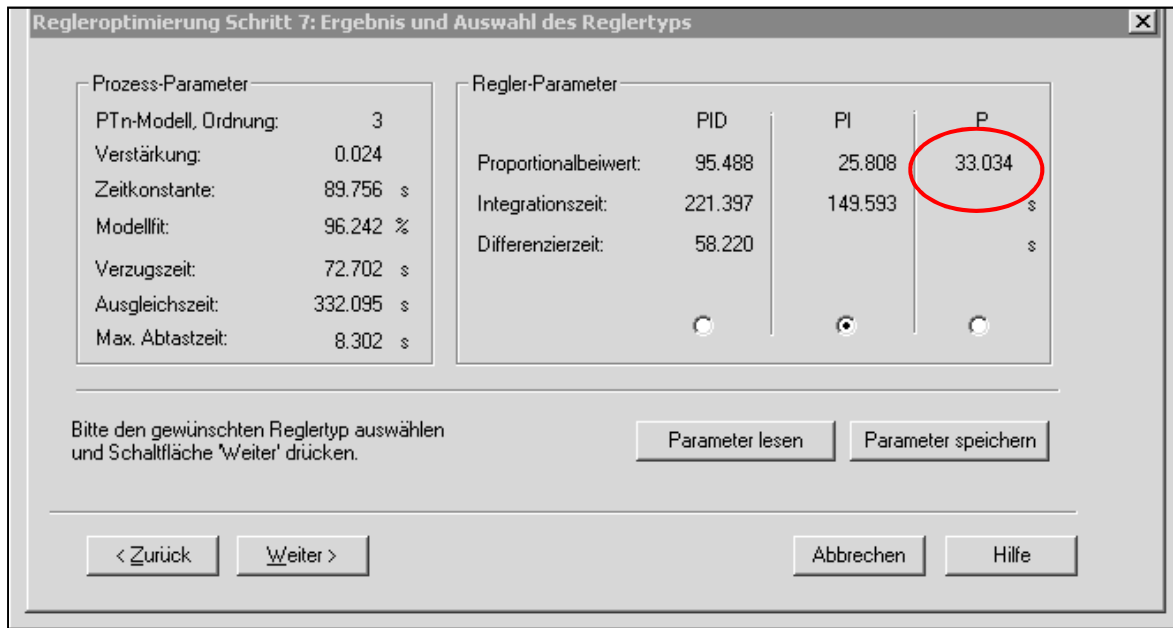 Regleroptimierung Schritt 7: Ergebnis und Auswahl des Reglertyps
Prozess-Parameter
PTn-Modell, Ordnung: 3
Verstärkung: 0.024
Zeitkonstante: 89.756 s
Modellfit: 96.242 %
Verzugszeit: 72.702 s
Ausgleichszeit: 332.095 s
Max. Abtastzeit: 8.302 s
Regler-Parameter
PID PI P
Proportionalbeiwert: 95.488 25.808 33.034
Integrationszeit: 221.397 149.593 s
Differenzierzeit: 58.220 s
Bitte den gewünschten Reglertyp auswählen
und Schaltfläche 'Weiter' drücken.
Parameter lesen Parameter speichern
< Zurück Weiter > Abbrechen Hilfe